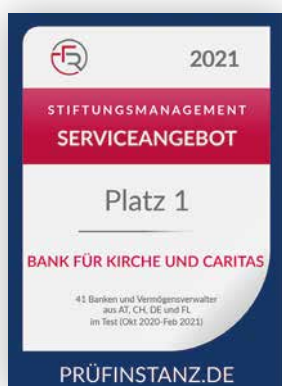 FR
2021
STIFTUNGSMANAGEMENT
SERVICEANGEBOT
Platz 1
BANK FÜR KIRCHE UND CARITAS
41 Banken und Vermögensverwalter
aus AT, CH, DE und FL
im Test (Okt 2020-Feb 2021)
PRÜFINSTANZ.DE